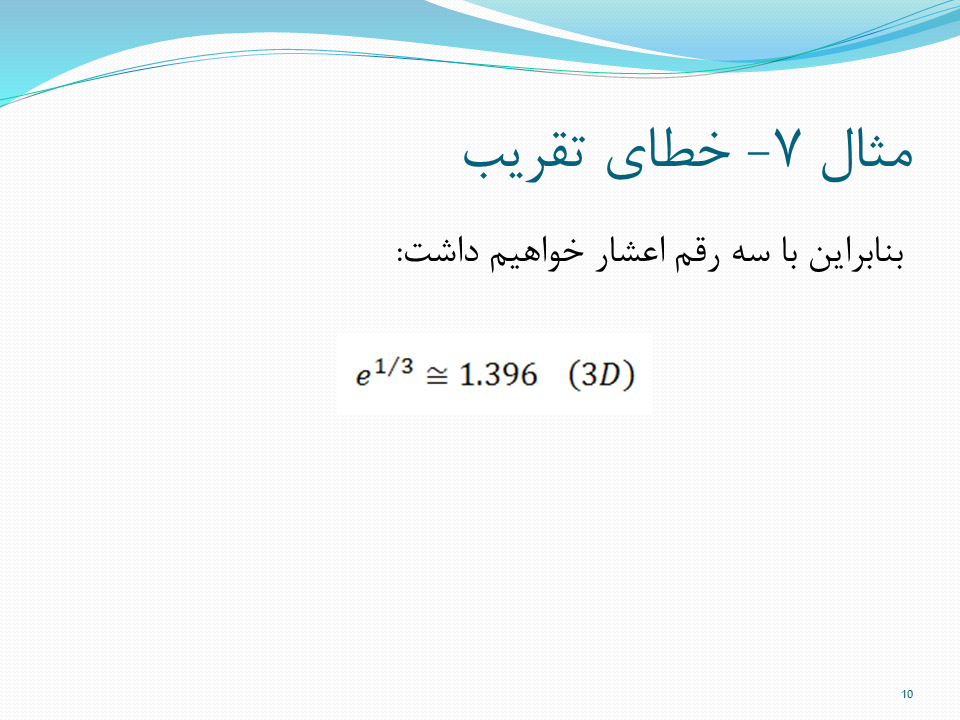 مثال ۷- خطای تقریب
بنابراین با سه رقم اعشار خواهیم داشت:
e^{1/3} ≅ 1.396 (3D)
10